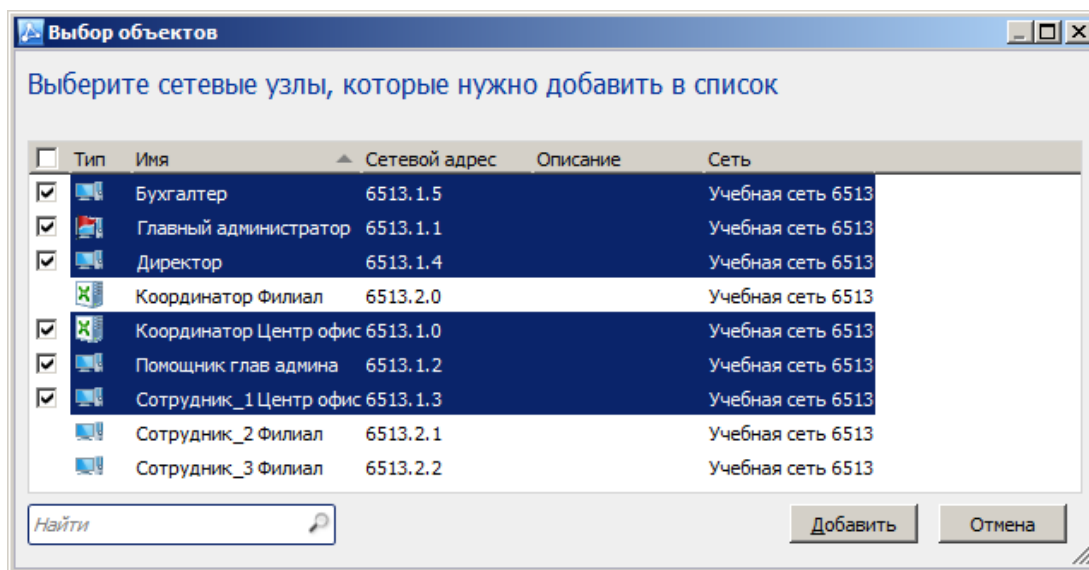 Выбор объектов
Выберите сетевые узлы, которые нужно добавить в список
Тип Имя Сетевой адрес Описание Сеть
Бухгалтер 6513.1.5 Учебная сеть 6513
Главный администратор 6513.1.1 Учебная сеть 6513
Директор 6513.1.4 Учебная сеть 6513
Координатор Филиал 6513.2.0 Учебная сеть 6513
Координатор Центр офис 6513.1.0 Учебная сеть 6513
Помощник глав админа 6513.1.2 Учебная сеть 6513
Сотрудник_1 Центр офис 6513.1.3 Учебная сеть 6513
Сотрудник_2 Филиал 6513.2.1 Учебная сеть 6513
Сотрудник_3 Филиал 6513.2.2 Учебная сеть 6513
Найти Добавить Отмена